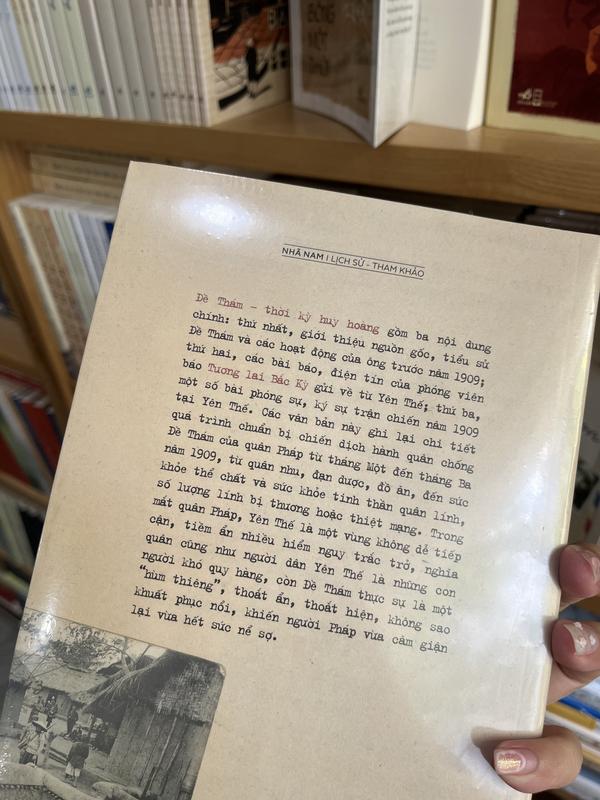 NHÃ NAM | LỊCH SỬ - THAM KHẢO
Đề Thám – thời kỳ huy hoàng gồm ba nội dung
chính: thứ nhất, giới thiệu nguồn gốc, tiểu sử
Đề Thám và các hoạt động của ông trước năm 1909;
thứ hai, các bài báo, điện tín của phóng viên
báo Tương lai Bắc Kỳ gửi về từ Yên Thế; thứ ba,
một số bài phóng sự, ký sự trận chiến năm 1909
tại Yên Thế. Các văn bản này ghi lại chi tiết
quá trình chuẩn bị chiến dịch hành quân chống
Đề Thám của quân Pháp từ tháng Một đến tháng Ba
năm 1909, từ quân nhu, đạn dược, đồ ăn, đến sức
khỏe thể chất và sức khỏe tinh thần quân lính,
số lượng lính bị thương hoặc thiệt mạng. Trong
mắt quân Pháp, Yên Thế là một vùng không dễ tiếp
cận, tiềm ẩn nhiều hiểm nguy trắc trở, nghĩa
quân cũng như người dân Yên Thế là những con
người khó quy hàng, còn Đề Thám thực sự là một
"hùm thiêng", thoắt ẩn, thoắt hiện, không sao
khuất phục nổi, khiến người Pháp vừa căm giận
lại vừa hết sức nể sợ.